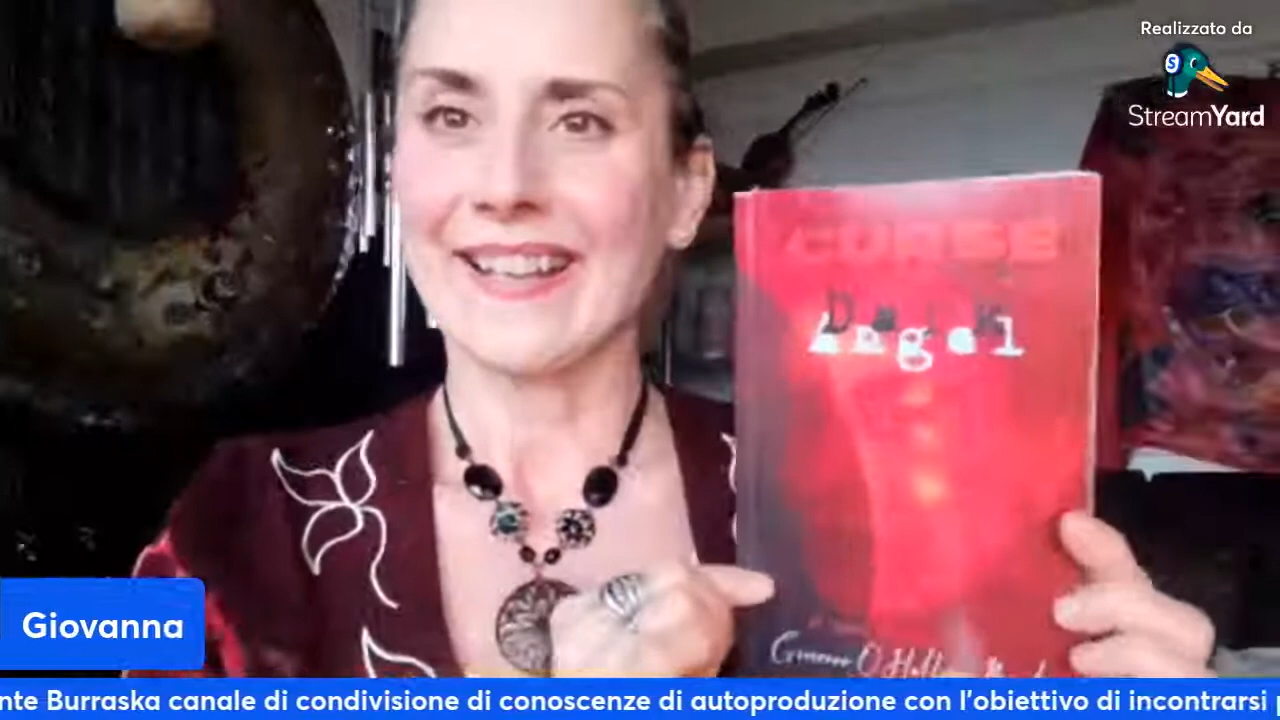 Realizzato da
S
StreamYard
CURSE
Dark
Angel
Giovanna
nte Burraska canale di condivisione di conoscenze di autoproduzione con l'obiettivo di incontrarsi